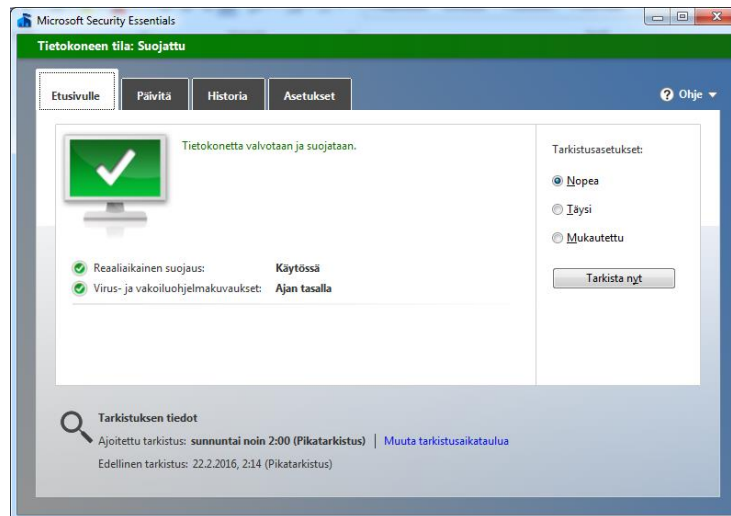 Microsoft Security Essentials
Tietokoneen tila: Suojattu
Etusivulle Päivitä Historia Asetukset Ohje
Tietokonetta valvotaan ja suojataan.
Tarkistusasetukset:
Nopea
Täysi
Mukautettu
Tarkista nyt
Reaaliaikainen suojaus: Käytössä
Virus- ja vakoiluohjelmakuvaukset: Ajan tasalla
Tarkistuksen tiedot
Ajoitettu tarkistus: sunnuntai noin 2:00 (Pikatarkistus) | Muuta tarkistusaikataulua
Edellinen tarkistus: 22.2.2016, 2:14 (Pikatarkistus)